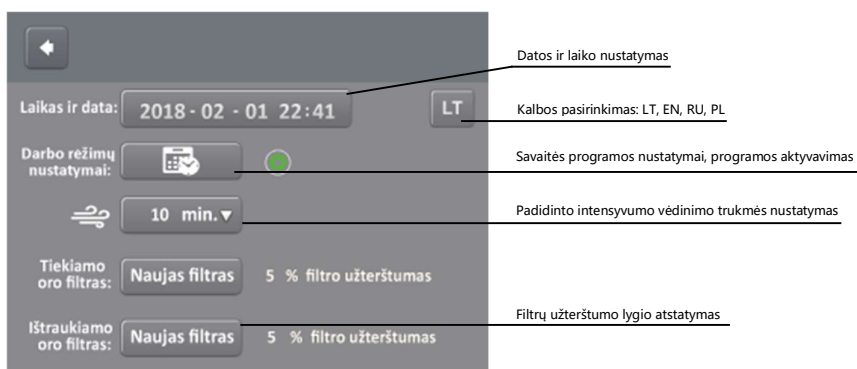 Datos ir laiko nustatymas
Laikas ir data: 2018 - 02 - 01 22:41 LT
Kalbos pasirinkimas: LT, EN, RU, PL
Darbo rėžimų
nustatymai:
Savaitės programos nustatymai, programos aktyvavimas
10 min.▾
Padidinto intensyvumo vėdinimo trukmės nustatymas
Tiekiamo
oro filtras:
Naujas filtras 5 % filtro užterštumas
Filtrų užterštumo lygio atstatymas
Ištraukiamo
oro filtras:
Naujas filtras 5 % filtro užterštumas